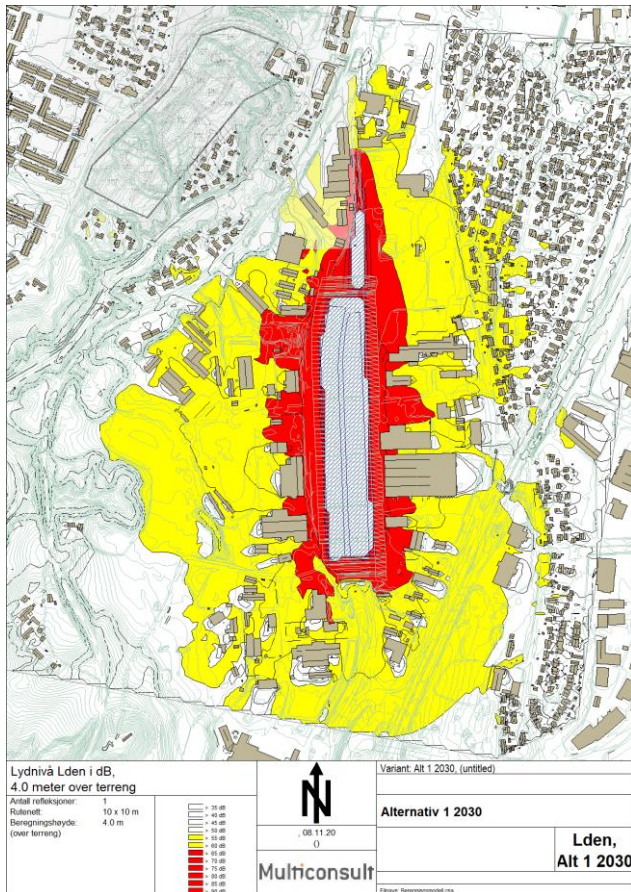 Lydnivå Lden i dB,
4.0 meter over terreng
Antall refleksjoner: 1
Rutenett: 10 x 10 m
Beregningshøyde: 4.0 m
(over terreng)
> 35 dB
> 40 dB
> 45 dB
> 50 dB
> 55 dB
> 60 dB
> 65 dB
> 70 dB
> 75 dB
> 80 dB
> 85 dB
> 90 dB
N
, 08.11.20
()
Multiconsult
Variant: Alt 1 2030, (untitled)
Alternativ 1 2030
Lden,
Alt 1 2030